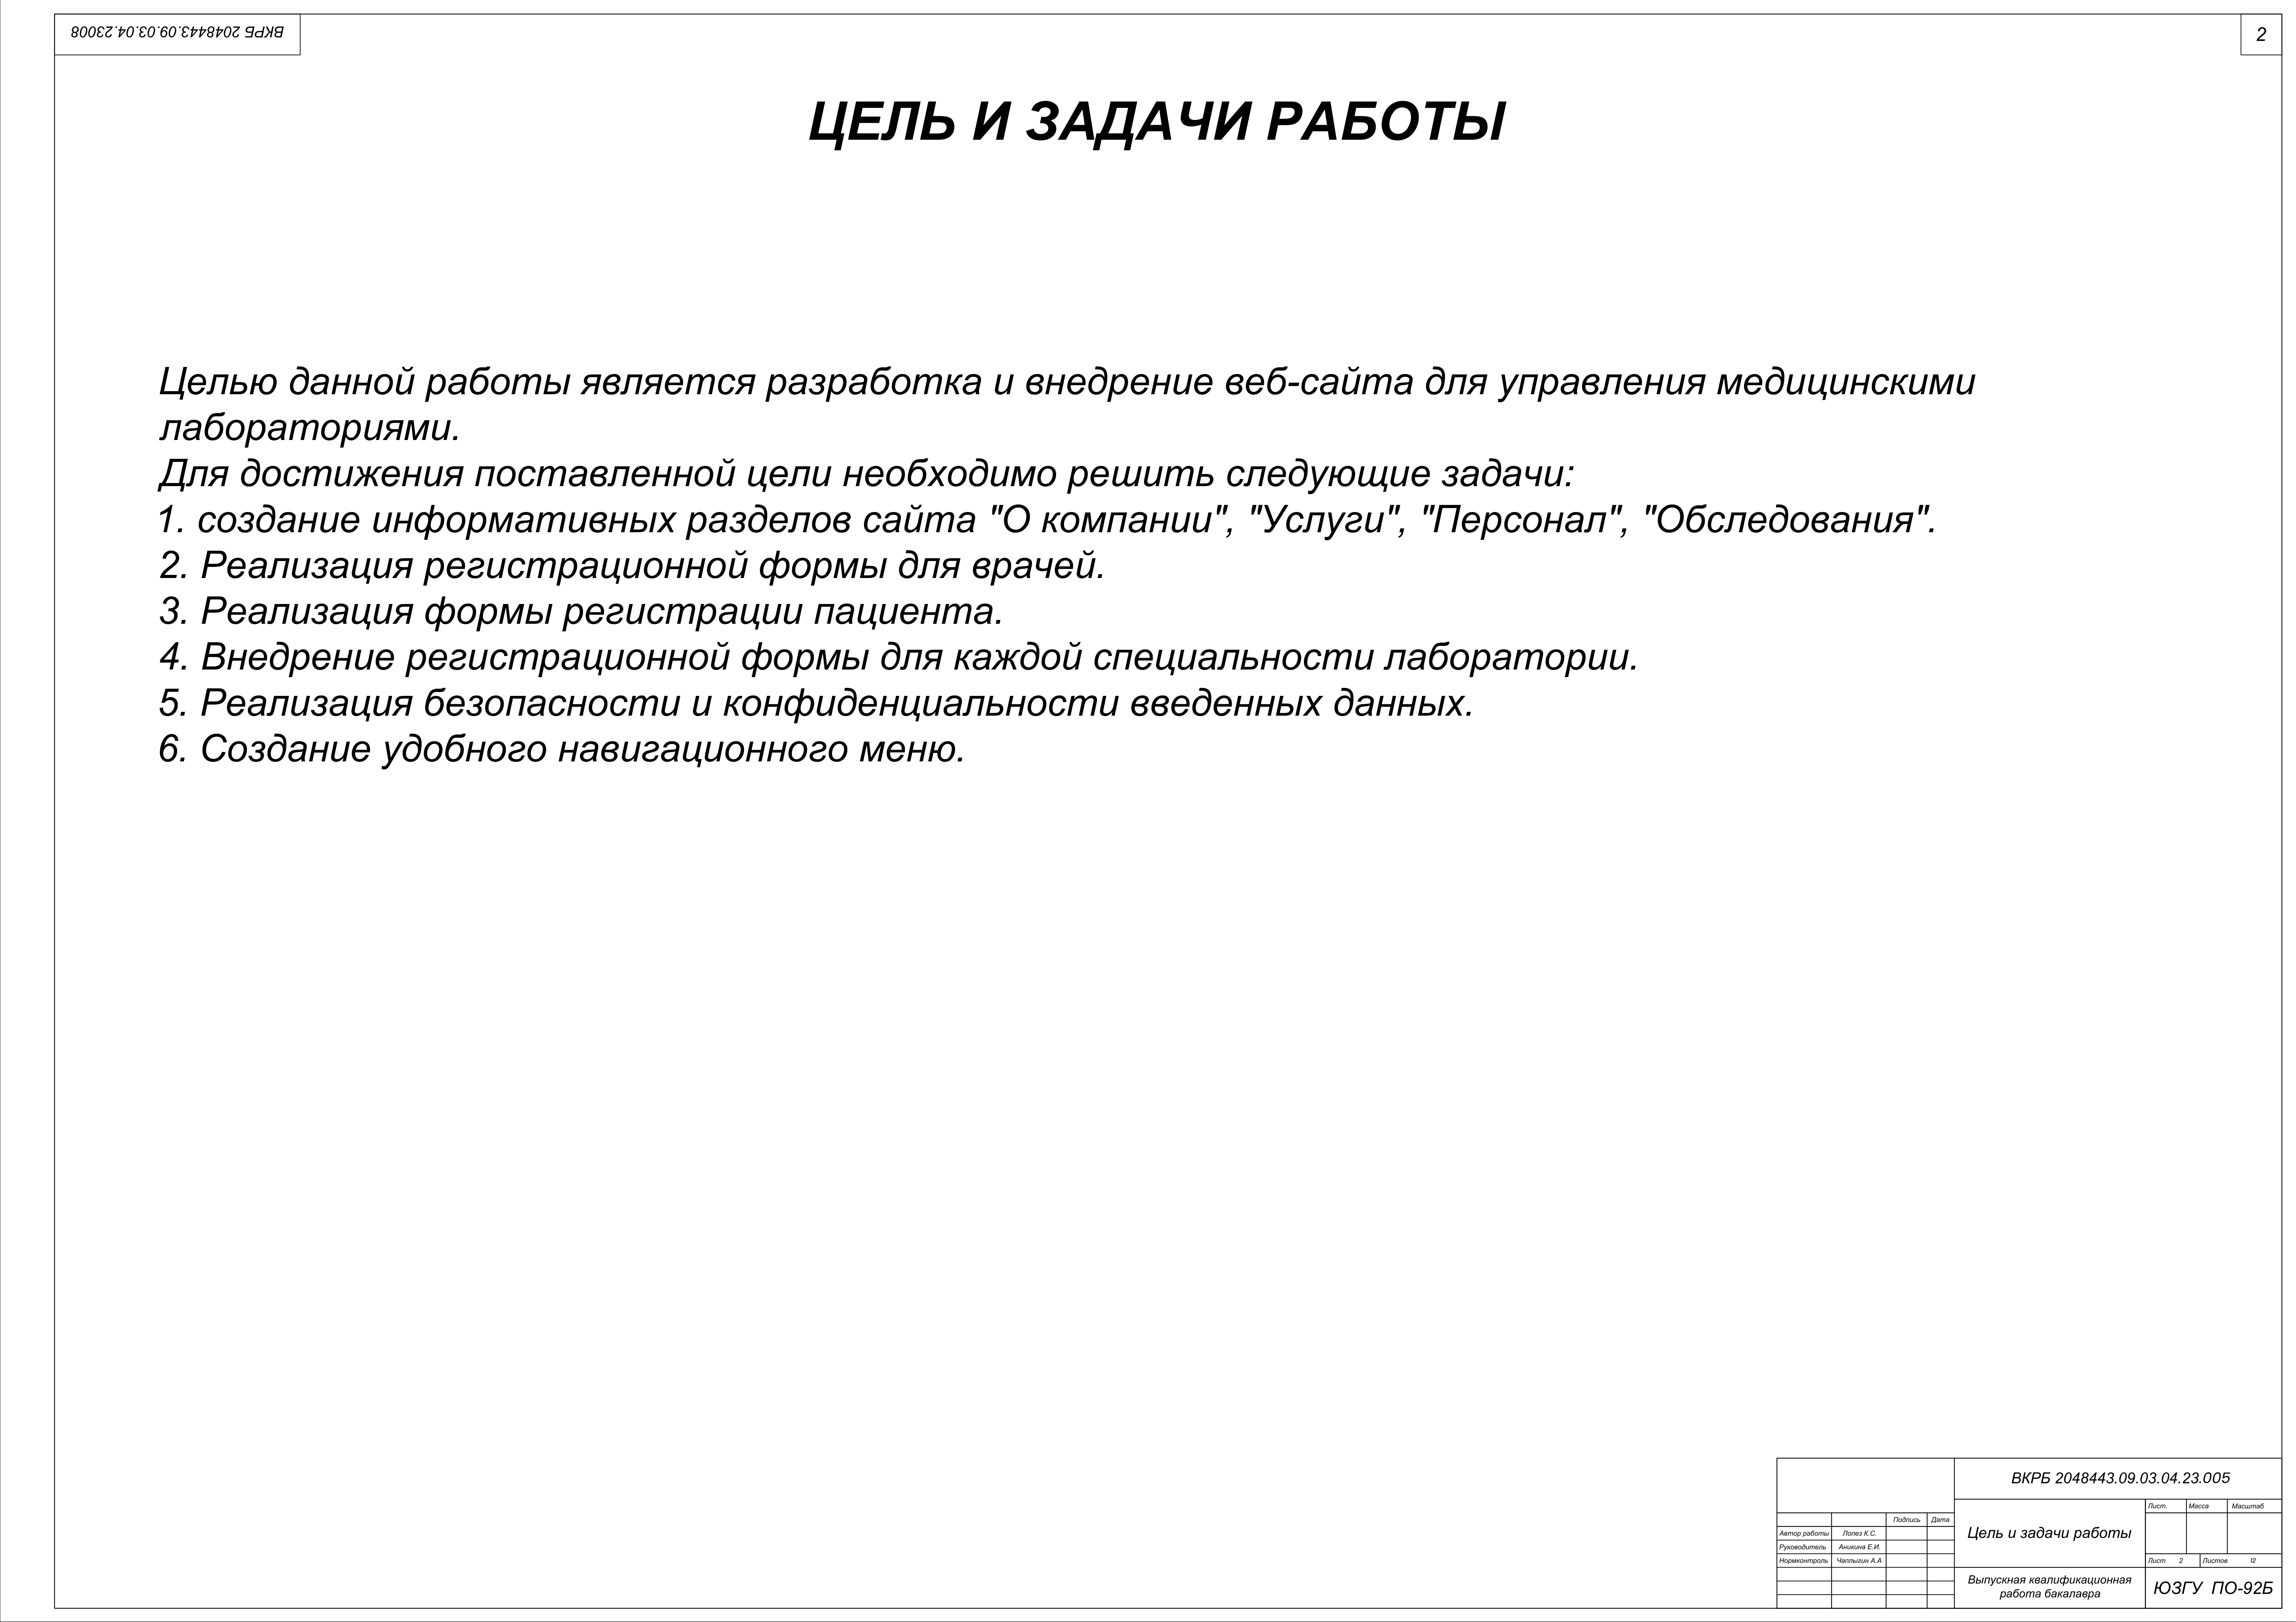 ВКРБ 2048443.09.03.04.23008
2
ЦЕЛЬ И ЗАДАЧИ РАБОТЫ
Целью данной работы является разработка и внедрение веб-сайта для управления медицинскими
лабораториями.
Для достижения поставленной цели необходимо решить следующие задачи:
1. создание информативных разделов сайта "О компании", "Услуги", "Персонал", "Обследования".
2. Реализация регистрационной формы для врачей.
3. Реализация формы регистрации пациента.
4. Внедрение регистрационной формы для каждой специальности лаборатории.
5. Реализация безопасности и конфиденциальности введенных данных.
6. Создание удобного навигационного меню.
ВКРБ 2048443.09.03.04.23.005
Лист. Масса Масштаб
Подпись Дата
Автор работы Лопез К.С.
Руководитель Аникина Е.И.
Нормконтроль Чаплыгин А.А
Цель и задачи работы
Лист 2 Листов 12
Выпускная квалификационная
работа бакалавра
ЮЗГУ ПО-92Б